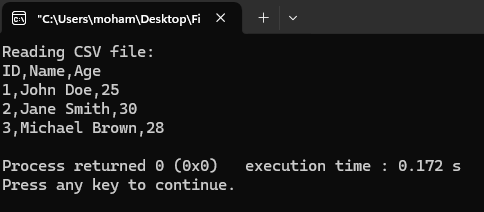 "C:\Users\moham\Desktop\Fi
Reading CSV file:
ID,Name,Age
1,John Doe,25
2,Jane Smith,30
3,Michael Brown,28
Process returned 0 (0x0)   execution time : 0.172 s
Press any key to continue.